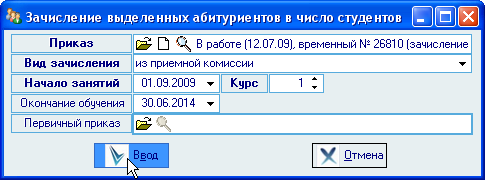 Зачисление выделенных абитуриентов в число студентов
Приказ В работе (12.07.09), временный № 26810 (зачисление
Вид зачисления из приемной комиссии
Начало занятий 01.09.2009 Курс 1
Окончание обучения 30.06.2014
Первичный приказ
Ввод Отмена